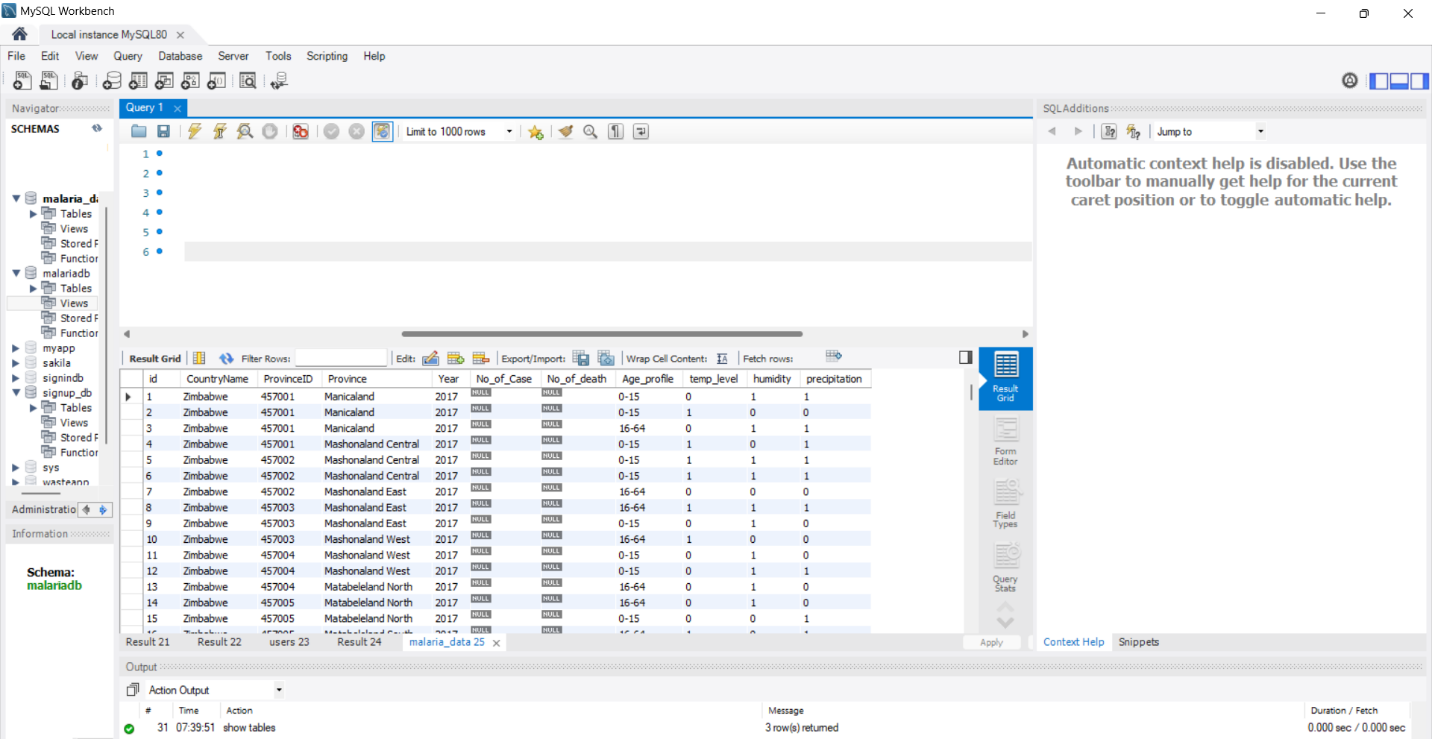 MySQL Workbench
Local instance MySQL80
File Edit View Query Database Server Tools Scripting Help
Navigator
SCHEMAS
malaria_da
Tables
Views
Stored P
Function
malariadb
Tables
Views
Stored P
Function
myapp
sakila
signindb
signup_db
Tables
Views
Stored P
Function
sys
wasteapp
Administratio
Information
Schema:
malariadb
Query 1
Limit to 1000 rows
1
2
3
4
5
6
Result Grid Filter Rows: Edit: Export/Import: Wrap Cell Content: Fetch rows:
id CountryName ProvinceID Province Year No_of_Case No_of_death Age_profile temp_level humidity precipitation
1 Zimbabwe 457001 Manicaland 2017 NULL NULL 0-15 0 1 1
2 Zimbabwe 457001 Manicaland 2017 NULL NULL 0-15 1 0 0
3 Zimbabwe 457001 Manicaland 2017 NULL NULL 16-64 0 1 1
4 Zimbabwe 457001 Mashonaland Central 2017 NULL NULL 0-15 1 0 1
5 Zimbabwe 457002 Mashonaland Central 2017 NULL NULL 0-15 1 1 1
6 Zimbabwe 457002 Mashonaland Central 2017 NULL NULL 0-15 1 1 1
7 Zimbabwe 457002 Mashonaland East 2017 NULL NULL 16-64 0 0 0
8 Zimbabwe 457003 Mashonaland East 2017 NULL NULL 16-64 1 1 1
9 Zimbabwe 457003 Mashonaland East 2017 NULL NULL 0-15 0 1 0
10 Zimbabwe 457003 Mashonaland West 2017 NULL NULL 16-64 1 0 0
11 Zimbabwe 457004 Mashonaland West 2017 NULL NULL 0-15 0 1 0
12 Zimbabwe 457004 Mashonaland West 2017 NULL NULL 0-15 0 1 1
13 Zimbabwe 457004 Matabeleland North 2017 NULL NULL 16-64 0 1 0
14 Zimbabwe 457005 Matabeleland North 2017 NULL NULL 16-64 0 1 0
15 Zimbabwe 457005 Matabeleland North 2017 NULL NULL 0-15 0 0 1
16 Zimbabwe 457005 Matabeleland South 2017 NULL NULL 16-64 1 0 1
Result Grid
Form Editor
Field Types
Query Stats
Result 21 Result 22 users 23 Result 24 malaria_data 25 Apply
Output
Action Output
# Time Action Message Duration / Fetch
31 07:39:51 show tables 3 row(s) returned 0.000 sec / 0.000 sec
SQLAdditions
Jump to
Automatic context help is disabled. Use the
toolbar to manually get help for the current
caret position or to toggle automatic help.
Context Help Snippets